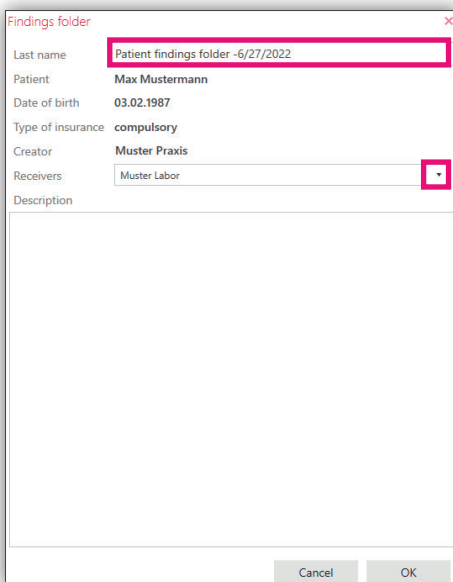 Findings folder
Last name Patient findings folder -6/27/2022
Patient Max Mustermann
Date of birth 03.02.1987
Type of insurance compulsory
Creator Muster Praxis
Receivers Muster Labor
Description
Cancel OK